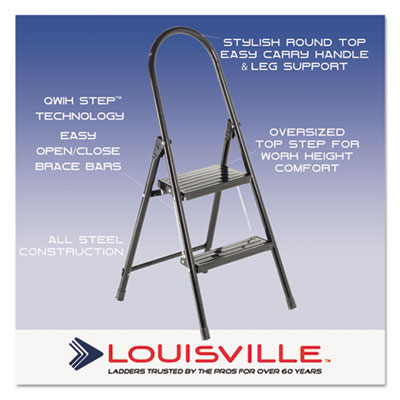 STYLISH ROUND TOP
EASY CARRY HANDLE
& LEG SUPPORT
QWIK STEP™
TECHNOLOGY
EASY
OPEN/CLOSE
BRACE BARS
OVERSIZED
TOP STEP FOR
WORK HEIGHT
COMFORT
ALL STEEL
CONSTRUCTION
LOUISVILLE™
LADDERS TRUSTED BY THE PROS FOR OVER 60 YEARS